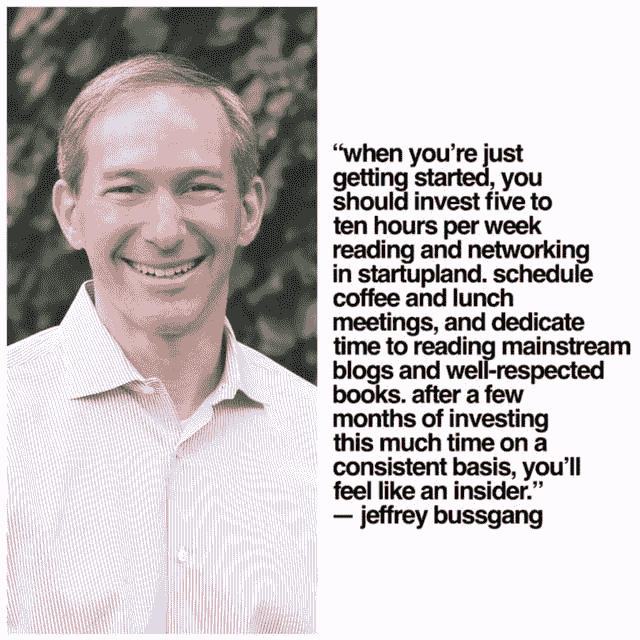 “when you’re just
getting started, you
should invest five to
ten hours per week
reading and networking
in startupland. schedule
coffee and lunch
meetings, and dedicate
time to reading mainstream
blogs and well-respected
books. after a few
months of investing
this much time on a
consistent basis, you’ll
feel like an insider.”
— jeffrey bussgang